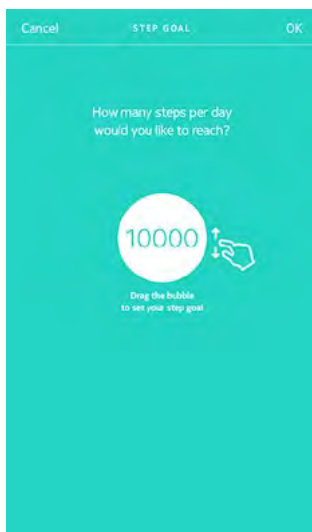 Cancel STEP GOAL OK
How many steps per day
would you like to reach?
10000
Drag the bubble
to set your step goal